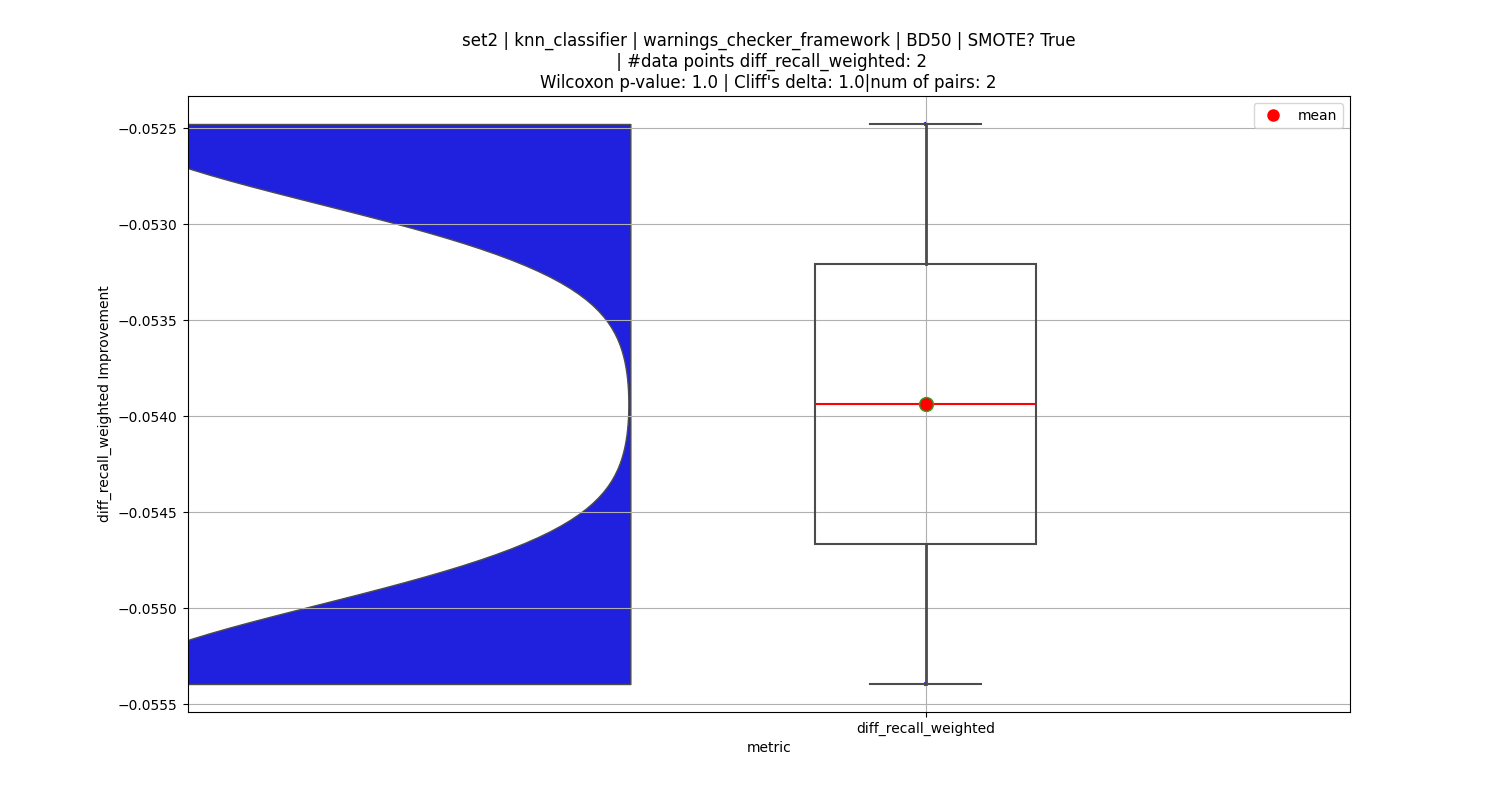 set2 | knn_classifier | warnings_checker_framework | BD50 | SMOTE? True
| #data points diff_recall_weighted: 2
Wilcoxon p-value: 1.0 | Cliff's delta: 1.0|num of pairs: 2
mean
−0.0525
−0.0530
−0.0535
−0.0540
−0.0545
−0.0550
−0.0555
diff_recall_weighted Improvement
diff_recall_weighted
metric